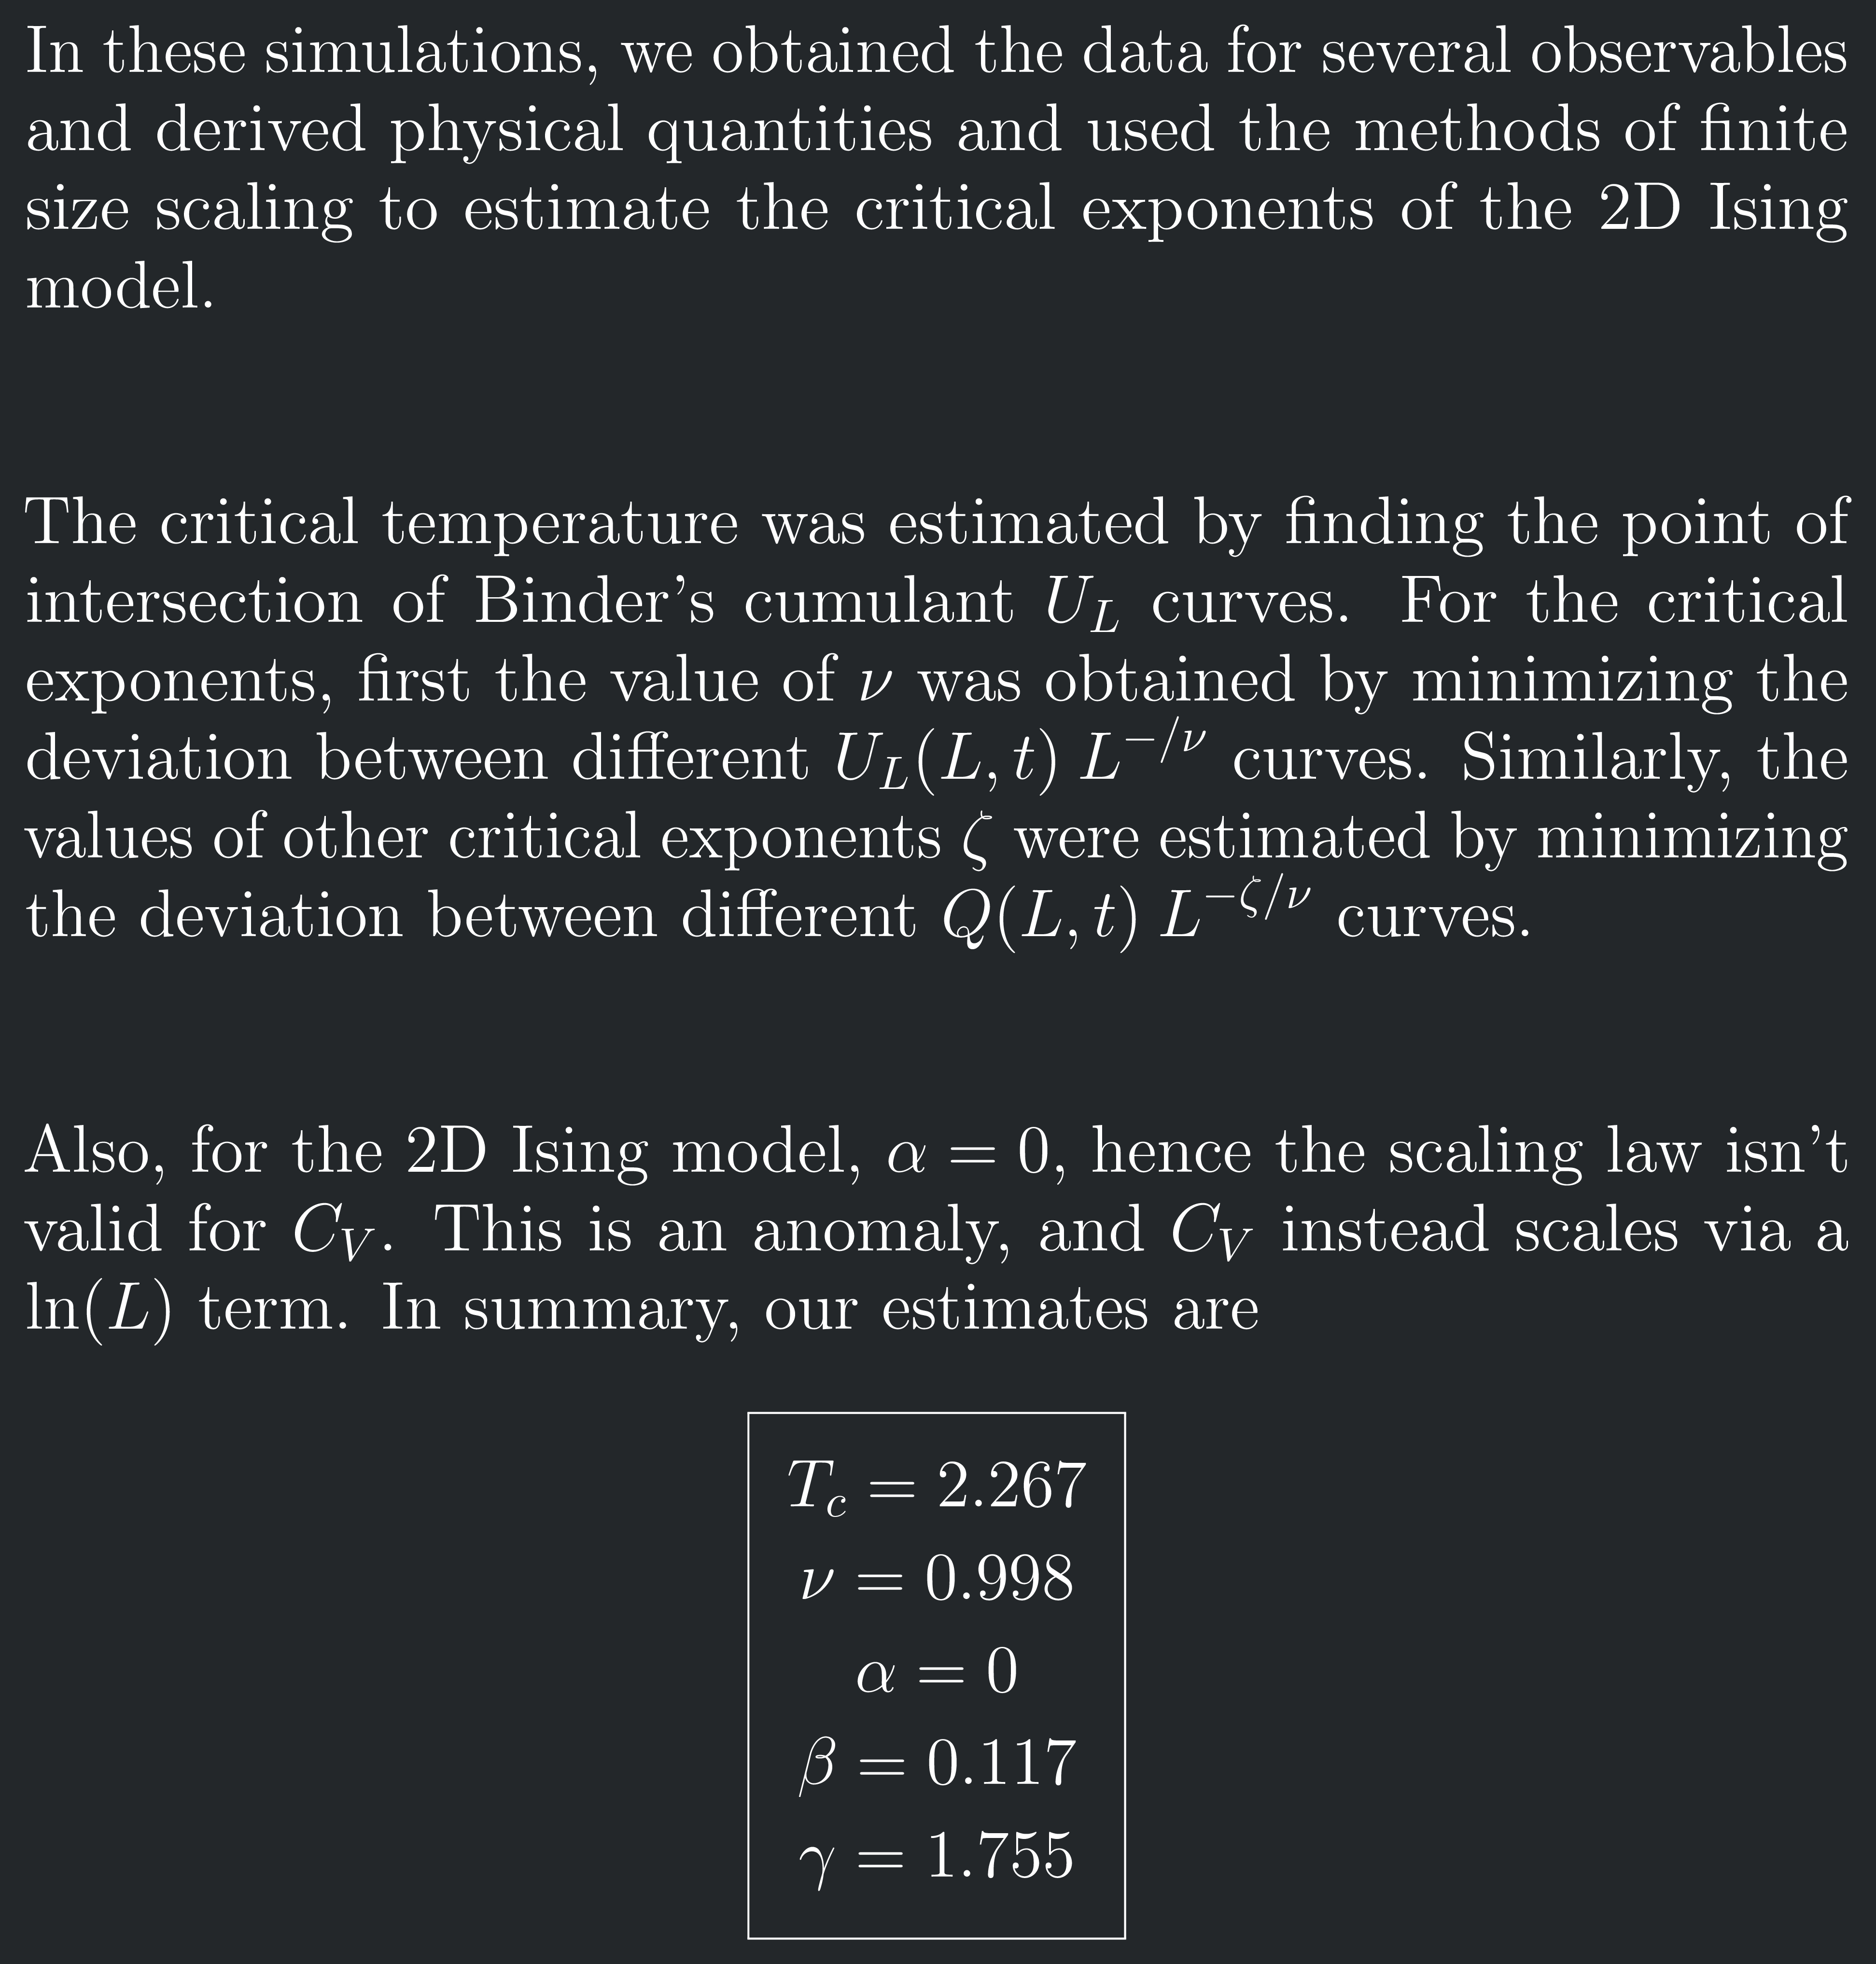 In these simulations, we obtained the data for several observables
and derived physical quantities and used the methods of finite
size scaling to estimate the critical exponents of the 2D Ising
model.
The critical temperature was estimated by finding the point of
intersection of Binder's cumulant $U_L$ curves. For the critical
exponents, first the value of $\nu$ was obtained by minimizing the
deviation between different $U_L(L, t) \, L^{-/\nu}$ curves. Similarly, the
values of other critical exponents $\zeta$ were estimated by minimizing
the deviation between different $Q(L, t) \, L^{-\zeta/\nu}$ curves.
Also, for the 2D Ising model, $\alpha = 0$, hence the scaling law isn't
valid for $C_V$. This is an anomaly, and $C_V$ instead scales via a
$\ln(L)$ term. In summary, our estimates are
$T_c = 2.267$
$\nu = 0.998$
$\alpha = 0$
$\beta = 0.117$
$\gamma = 1.755$